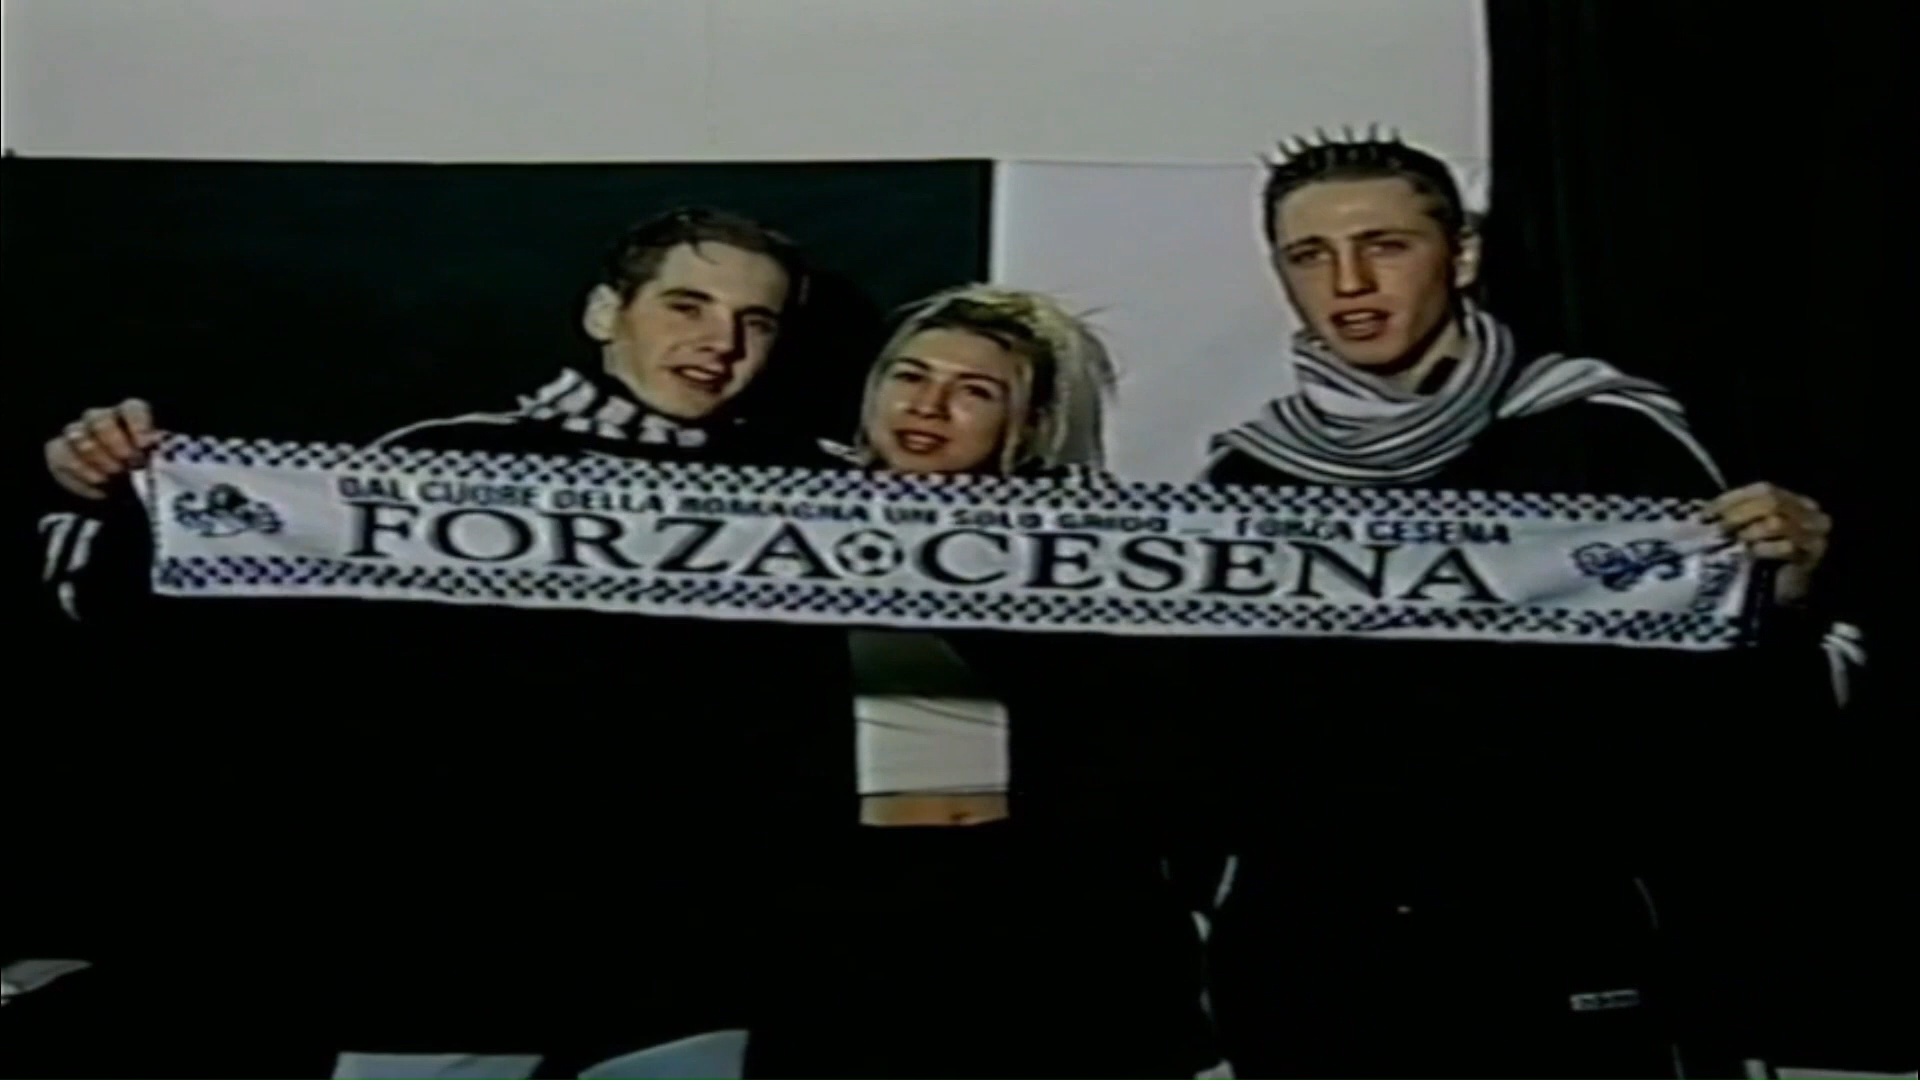 DAL CUORE DELLA ROMAGNA UN SOLO GRIDO ... FORZA CESENA
FORZA CESENA